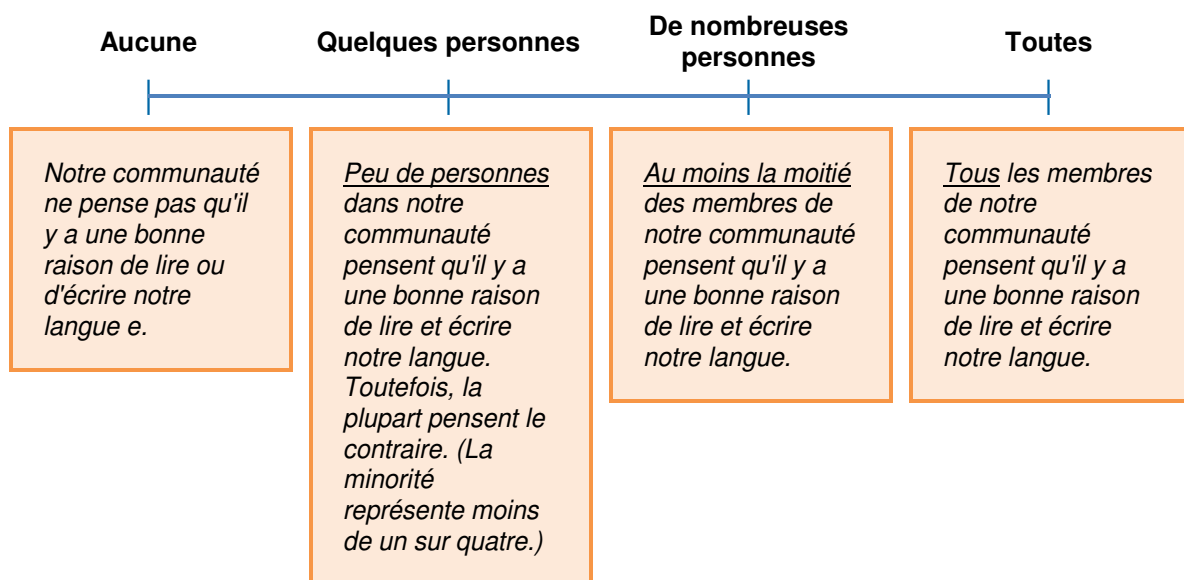 Aucune
Quelques personnes
De nombreuses
personnes
Toutes
Notre communauté
ne pense pas qu'il
y a une bonne
raison de lire ou
d'écrire notre
langue e.
Peu de personnes
dans notre
communauté
pensent qu'il y a
une bonne raison
de lire et écrire
notre langue.
Toutefois, la
plupart pensent le
contraire. (La
minorité
représente moins
de un sur quatre.)
Au moins la moitié
des membres de
notre communauté
pensent qu'il y a
une bonne raison
de lire et écrire
notre langue.
Tous les membres
de notre
communauté
pensent qu'il y a
une bonne raison
de lire et écrire
notre langue.